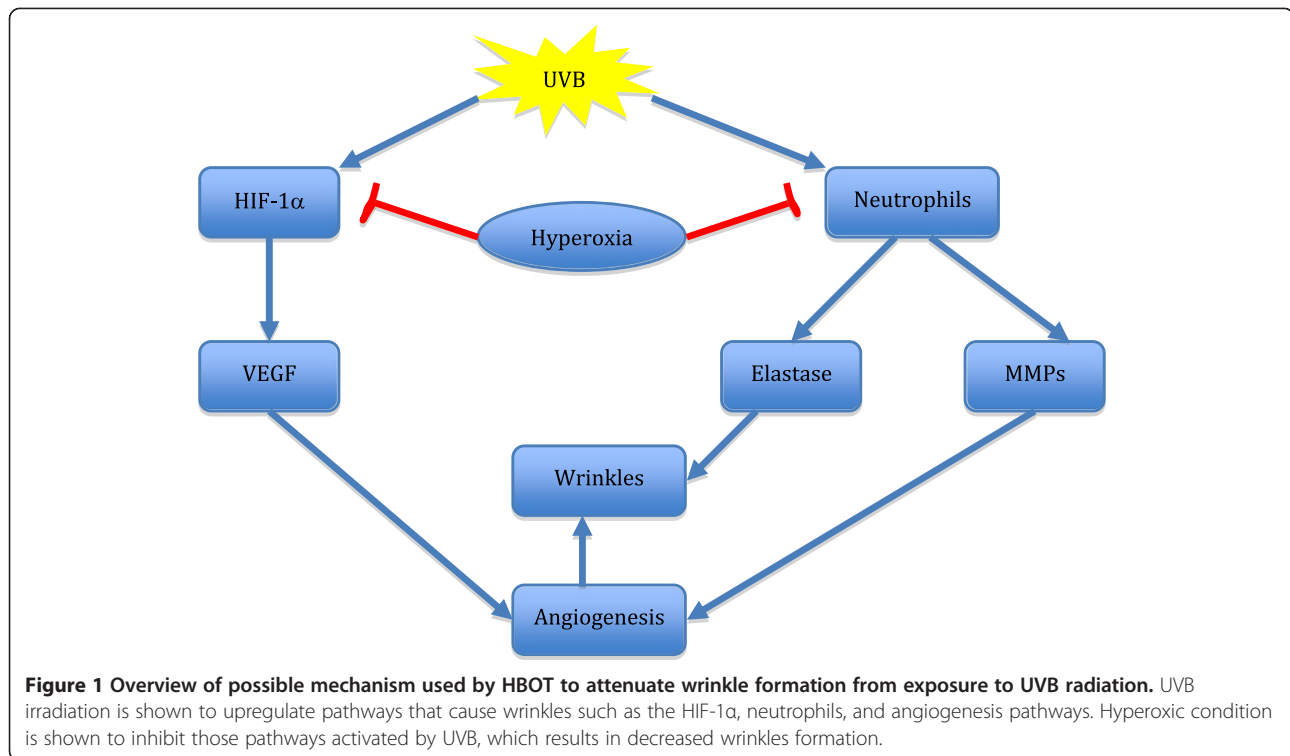 UVB
HIF-1α
Neutrophils
Hyperoxia
VEGF
Elastase
MMPs
Wrinkles
Angiogenesis
Figure 1 Overview of possible mechanism used by HBOT to attenuate wrinkle formation from exposure to UVB radiation. UVB
irradiation is shown to upregulate pathways that cause wrinkles such as the HIF-1α, neutrophils, and angiogenesis pathways. Hyperoxic condition
is shown to inhibit those pathways activated by UVB, which results in decreased wrinkles formation.